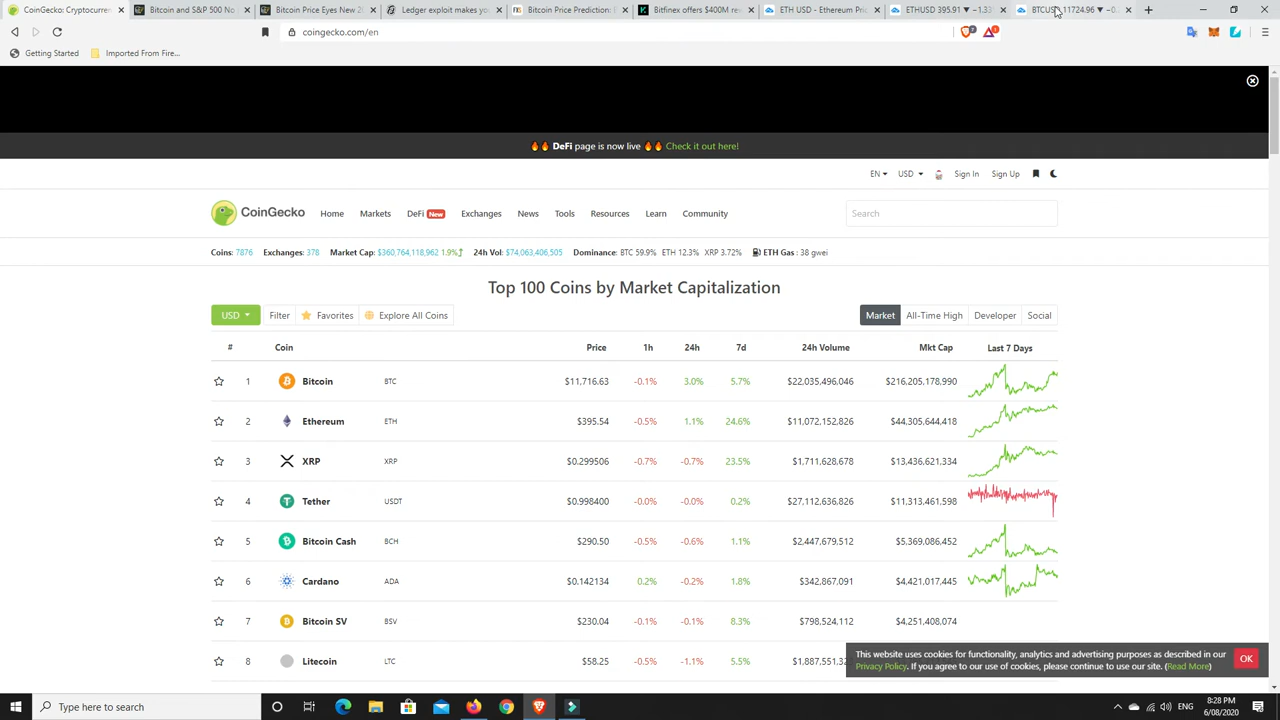 CoinGecko: Cryptocurren
Bitcoin and S&P 500 No
Bitcoin Price Eyes New 2
Ledger exploit makes yo
Bitcoin Price Prediction:
Bitfinex offers $400M re
ETH USD - Ethereum Pri
ETHUSD 395.91 ▼ −1.33
BTCUS 11724.96 ▼ −0.
coingecko.com/en
Getting Started
Imported From Fire...
DeFi page is now live Check it out here!
EN USD Sign In Sign Up
CoinGecko Home Markets DeFi New Exchanges News Tools Resources Learn Community Search
Coins: 7876 Exchanges: 378 Market Cap: $360,764,118,962 1.9% 24h Vol: $74,063,406,505 Dominance: BTC 59.9% ETH 12.3% XRP 3.72% ETH Gas : 38 gwei
Top 100 Coins by Market Capitalization
USD Filter Favorites Explore All Coins Market All-Time High Developer Social
# Coin Price 1h 24h 7d 24h Volume Mkt Cap Last 7 Days
1 Bitcoin BTC $11,716.63 -0.1% 3.0% 5.7% $22,035,496,046 $216,205,178,990
2 Ethereum ETH $395.54 -0.5% 1.1% 24.6% $11,072,152,826 $44,305,644,418
3 XRP XRP $0.299506 -0.7% -0.7% 23.5% $1,711,628,678 $13,436,621,334
4 Tether USDT $0.998400 -0.0% -0.0% 0.2% $27,112,636,826 $11,313,461,598
5 Bitcoin Cash BCH $290.50 -0.5% -0.6% 1.1% $2,447,679,512 $5,369,086,452
6 Cardano ADA $0.142134 0.2% -0.2% 1.8% $342,867,091 $4,421,017,445
7 Bitcoin SV BSV $230.04 -0.1% -0.1% 8.3% $798,524,112 $4,251,408,074
8 Litecoin LTC $58.25 -0.5% -1.1% 5.5% $1,887,551,32
This website uses cookies for functionality, analytics and advertising purposes as described in our
Privacy Policy. If you agree to our use of cookies, please continue to use our site. (Read More)
OK
Type here to search
ENG
8:28 PM
6/08/2020